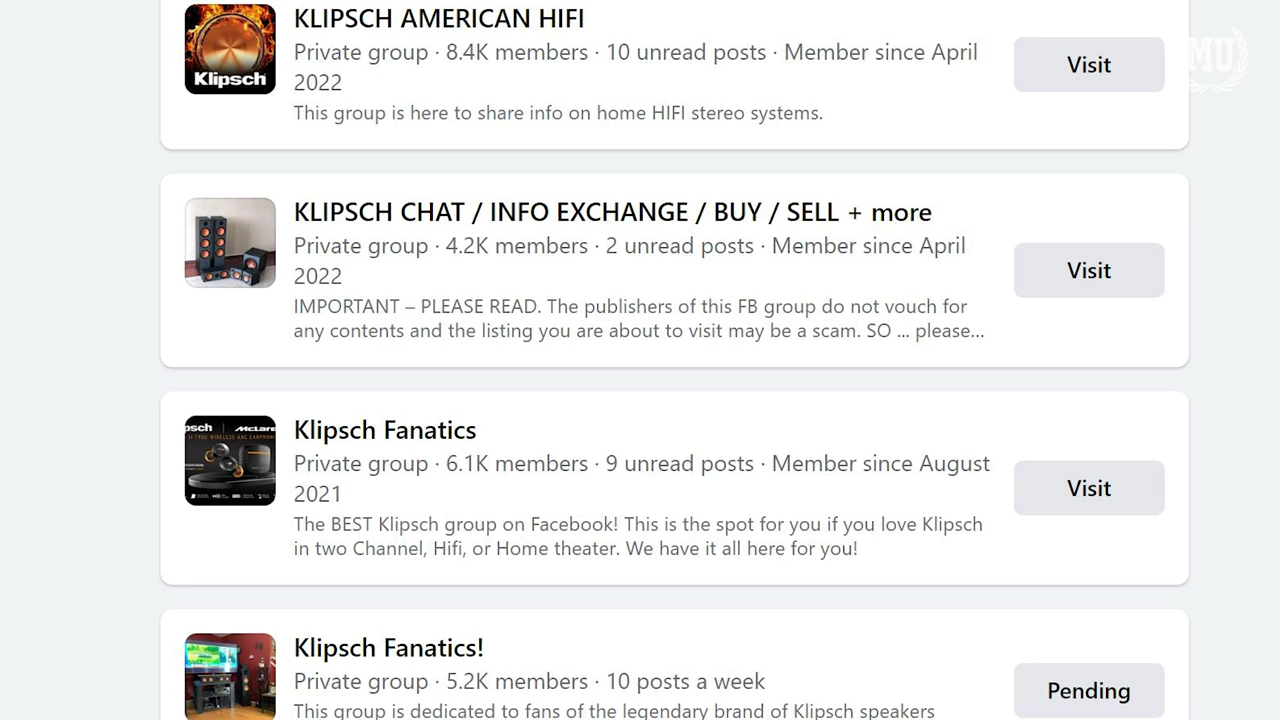 KLIPSCH AMERICAN HIFI
Private group · 8.4K members · 10 unread posts · Member since April
2022
This group is here to share info on home HIFI stereo systems.
Visit
Klipsch
MU
KLIPSCH CHAT / INFO EXCHANGE / BUY / SELL + more
Private group · 4.2K members · 2 unread posts · Member since April
2022
IMPORTANT – PLEASE READ. The publishers of this FB group do not vouch for
any contents and the listing you are about to visit may be a scam. SO ... please...
Visit
Klipsch Fanatics
Private group · 6.1K members · 9 unread posts · Member since August
2021
The BEST Klipsch group on Facebook! This is the spot for you if you love Klipsch
in two Channel, Hifi, or Home theater. We have it all here for you!
Visit
Klipsch Fanatics!
Private group · 5.2K members · 10 posts a week
This group is dedicated to fans of the legendary brand of Klipsch speakers
Pending